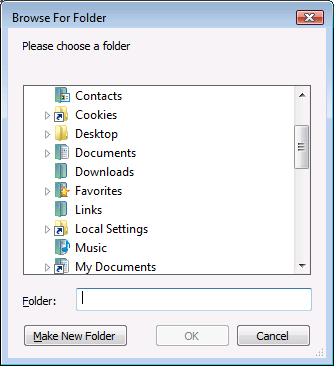 Browse For Folder
Please choose a folder
Contacts
Cookies
Desktop
Documents
Downloads
Favorites
Links
Local Settings
Music
My Documents
Folder:
Make New Folder
OK
Cancel